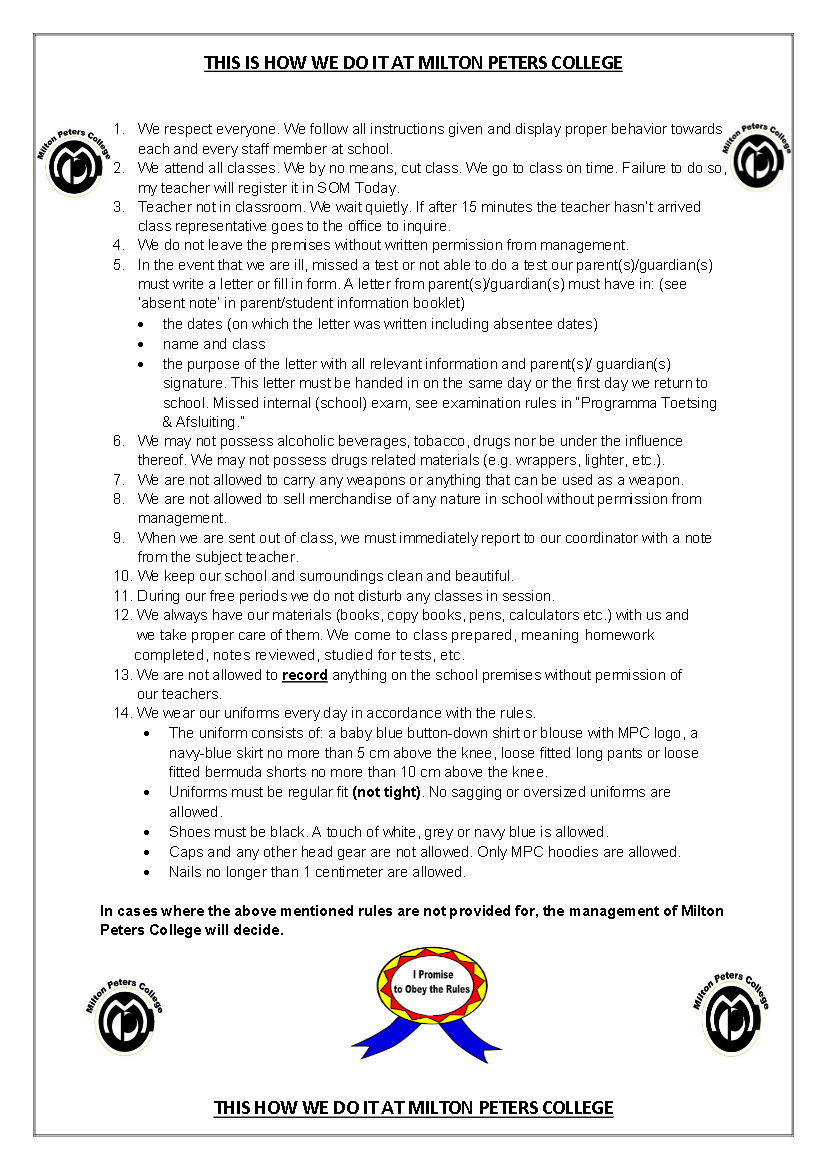 THIS IS HOW WE DO IT AT MILTON PETERS COLLEGE
Milton Peters College
Milton Peters College
1. We respect everyone. We follow all instructions given and display proper behavior towards
each and every staff member at school.
2. We attend all classes. We by no means, cut class. We go to class on time. Failure to do so,
my teacher will register it in SOM Today.
3. Teacher not in classroom. We wait quietly. If after 15 minutes the teacher hasn't arrived
class representative goes to the office to inquire.
4. We do not leave the premises without written permission from management.
5. In the event that we are ill, missed a test or not able to do a test our parent(s)/guardian(s)
must write a letter or fill in form. A letter from parent(s)/guardian(s) must have in: (see
'absent note' in parent/student information booklet)
• the dates (on which the letter was written including absentee dates)
• name and class
• the purpose of the letter with all relevant information and parent(s)/ guardian(s)
signature. This letter must be handed in on the same day or the first day we return to
school. Missed internal (school) exam, see examination rules in "Programma Toetsing
& Afsluiting."
6. We may not possess alcoholic beverages, tobacco, drugs nor be under the influence
thereof. We may not possess drugs related materials (e.g. wrappers, lighter, etc.).
7. We are not allowed to carry any weapons or anything that can be used as a weapon.
8. We are not allowed to sell merchandise of any nature in school without permission from
management.
9. When we are sent out of class, we must immediately report to our coordinator with a note
from the subject teacher.
10. We keep our school and surroundings clean and beautiful.
11. During our free periods we do not disturb any classes in session.
12. We always have our materials (books, copy books, pens, calculators etc.) with us and
we take proper care of them. We come to class prepared, meaning homework
completed, notes reviewed, studied for tests, etc.
13. We are not allowed to record anything on the school premises without permission of
our teachers.
14. We wear our uniforms every day in accordance with the rules.
• The uniform consists of: a baby blue button-down shirt or blouse with MPC logo, a
navy-blue skirt no more than 5 cm above the knee, loose fitted long pants or loose
fitted bermuda shorts no more than 10 cm above the knee.
• Uniforms must be regular fit (not tight). No sagging or oversized uniforms are
allowed.
• Shoes must be black. A touch of white, grey or navy blue is allowed.
• Caps and any other head gear are not allowed. Only MPC hoodies are allowed.
• Nails no longer than 1 centimeter are allowed.
In cases where the above mentioned rules are not provided for, the management of Milton
Peters College will decide.
I Promise
to Obey the Rules
Milton Peters College
Milton Peters College
THIS HOW WE DO IT AT MILTON PETERS COLLEGE